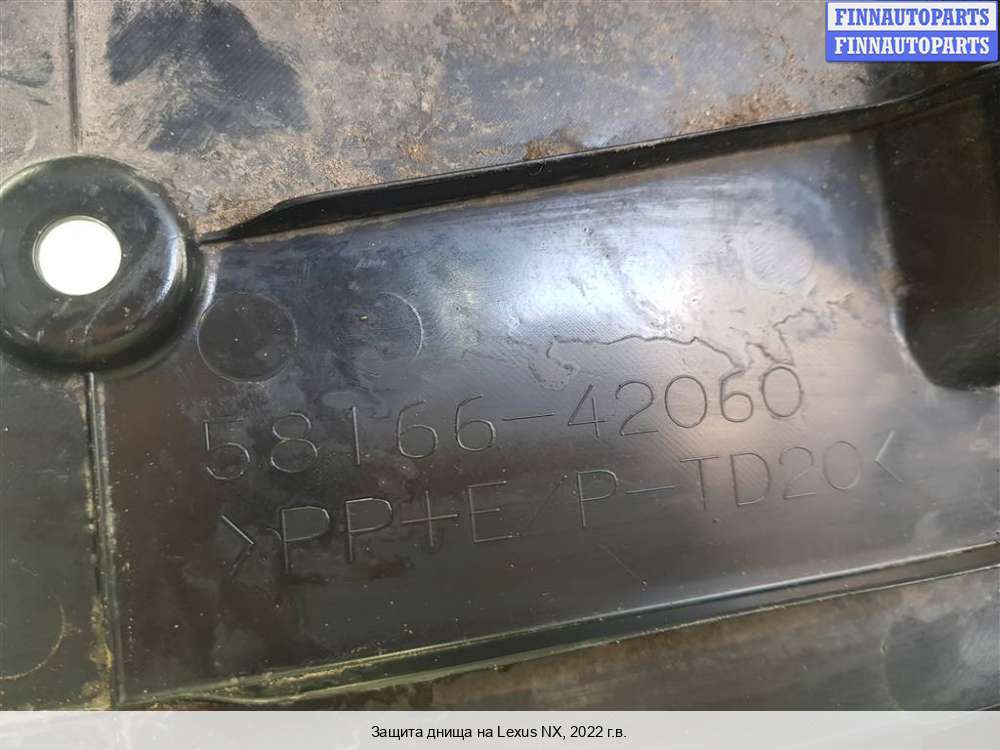 FINNAUTOPARTS
FINNAUTOPARTS
58166-42060
>PP+E/P-TD20<
Защита днища на Lexus NX, 2022 г.в.